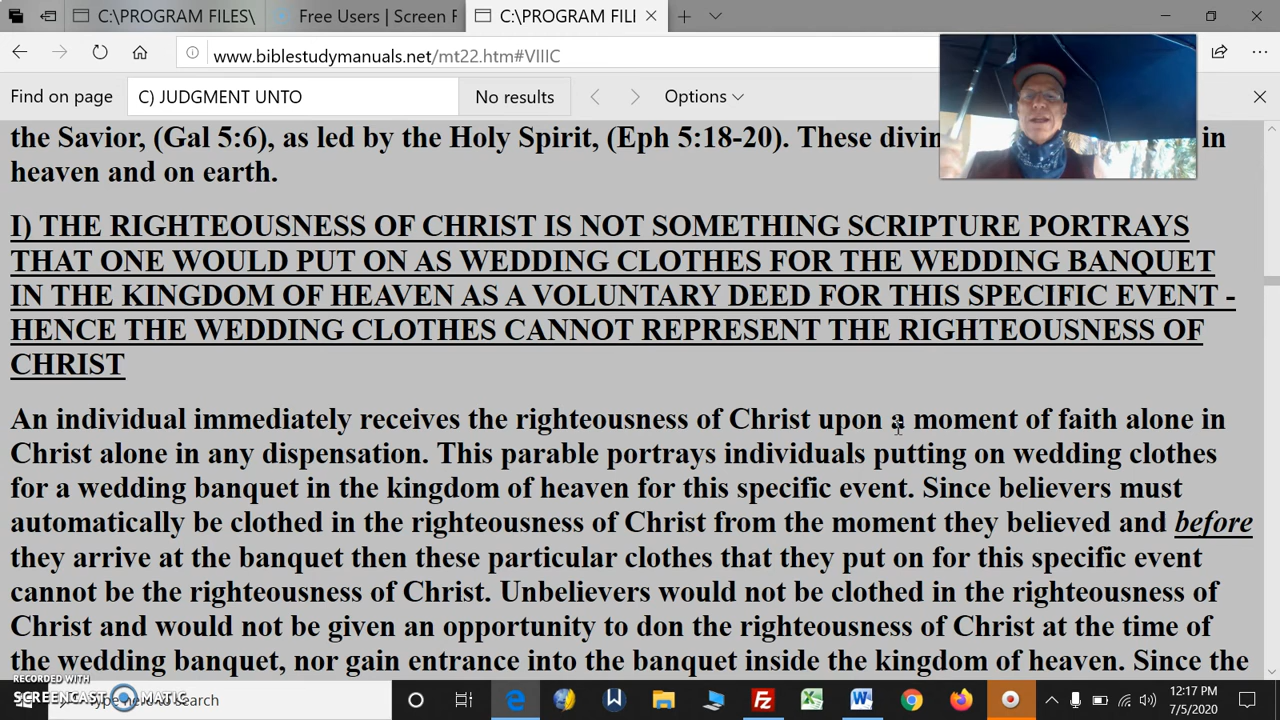 C:\PROGRAM FILES\
Free Users | Screen F
C:\PROGRAM FILI
www.biblestudymanuals.net/mt22.htm#VIIIC
Find on page
C) JUDGMENT UNTO
No results
Options
the Savior, (Gal 5:6), as led by the Holy Spirit, (Eph 5:18-20). These divin in
heaven and on earth.
I) THE RIGHTEOUSNESS OF CHRIST IS NOT SOMETHING SCRIPTURE PORTRAYS
THAT ONE WOULD PUT ON AS WEDDING CLOTHES FOR THE WEDDING BANQUET
IN THE KINGDOM OF HEAVEN AS A VOLUNTARY DEED FOR THIS SPECIFIC EVENT -
HENCE THE WEDDING CLOTHES CANNOT REPRESENT THE RIGHTEOUSNESS OF
CHRIST
An individual immediately receives the righteousness of Christ upon a moment of faith alone in
Christ alone in any dispensation. This parable portrays individuals putting on wedding clothes
for a wedding banquet in the kingdom of heaven for this specific event. Since believers must
automatically be clothed in the righteousness of Christ from the moment they believed and before
they arrive at the banquet then these particular clothes that they put on for this specific event
cannot be the righteousness of Christ. Unbelievers would not be clothed in the righteousness of
Christ and would not be given an opportunity to don the righteousness of Christ at the time of
the wedding banquet, nor gain entrance into the banquet inside the kingdom of heaven. Since the
RECORDED WITH
SCREENCAST MATIC
Type here to search
12:17 PM
7/5/2020